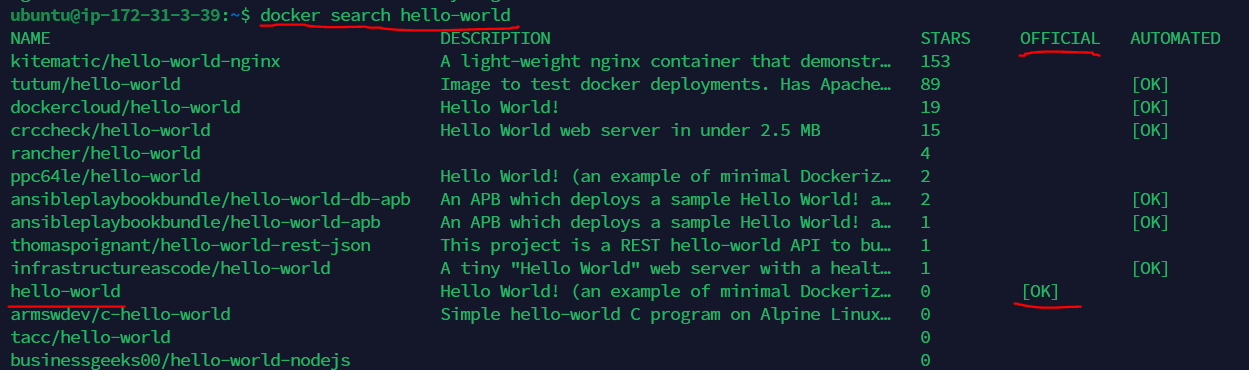 ubuntu@ip-172-31-3-39:~$ docker search hello-world
NAME DESCRIPTION STARS OFFICIAL AUTOMATED
kitematic/hello-world-nginx A light-weight nginx container that demonstr… 153
tutum/hello-world Image to test docker deployments. Has Apache… 89 [OK]
dockercloud/hello-world Hello World! 19 [OK]
crccheck/hello-world Hello World web server in under 2.5 MB 15 [OK]
rancher/hello-world 4
ppc64le/hello-world Hello World! (an example of minimal Dockeriz… 2
ansibleplaybookbundle/hello-world-db-apb An APB which deploys a sample Hello World! a… 2 [OK]
ansibleplaybookbundle/hello-world-apb An APB which deploys a sample Hello World! a… 1 [OK]
thomaspoignant/hello-world-rest-json This project is a REST hello-world API to bu… 1
infrastructureascode/hello-world A tiny "Hello World" web server with a healt… 1 [OK]
hello-world Hello World! (an example of minimal Dockeriz… 0 [OK]
armswdev/c-hello-world Simple hello-world C program on Alpine Linux… 0
tacc/hello-world 0
businessgeeks00/hello-world-nodejs 0